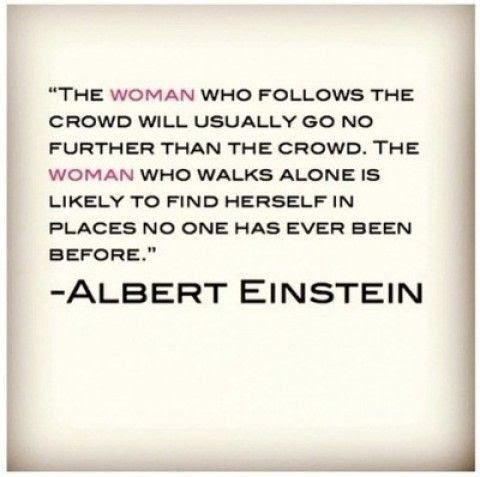 “THE WOMAN WHO FOLLOWS THE
CROWD WILL USUALLY GO NO
FURTHER THAN THE CROWD. THE
WOMAN WHO WALKS ALONE IS
LIKELY TO FIND HERSELF IN
PLACES NO ONE HAS EVER BEEN
BEFORE.”
-ALBERT EINSTEIN